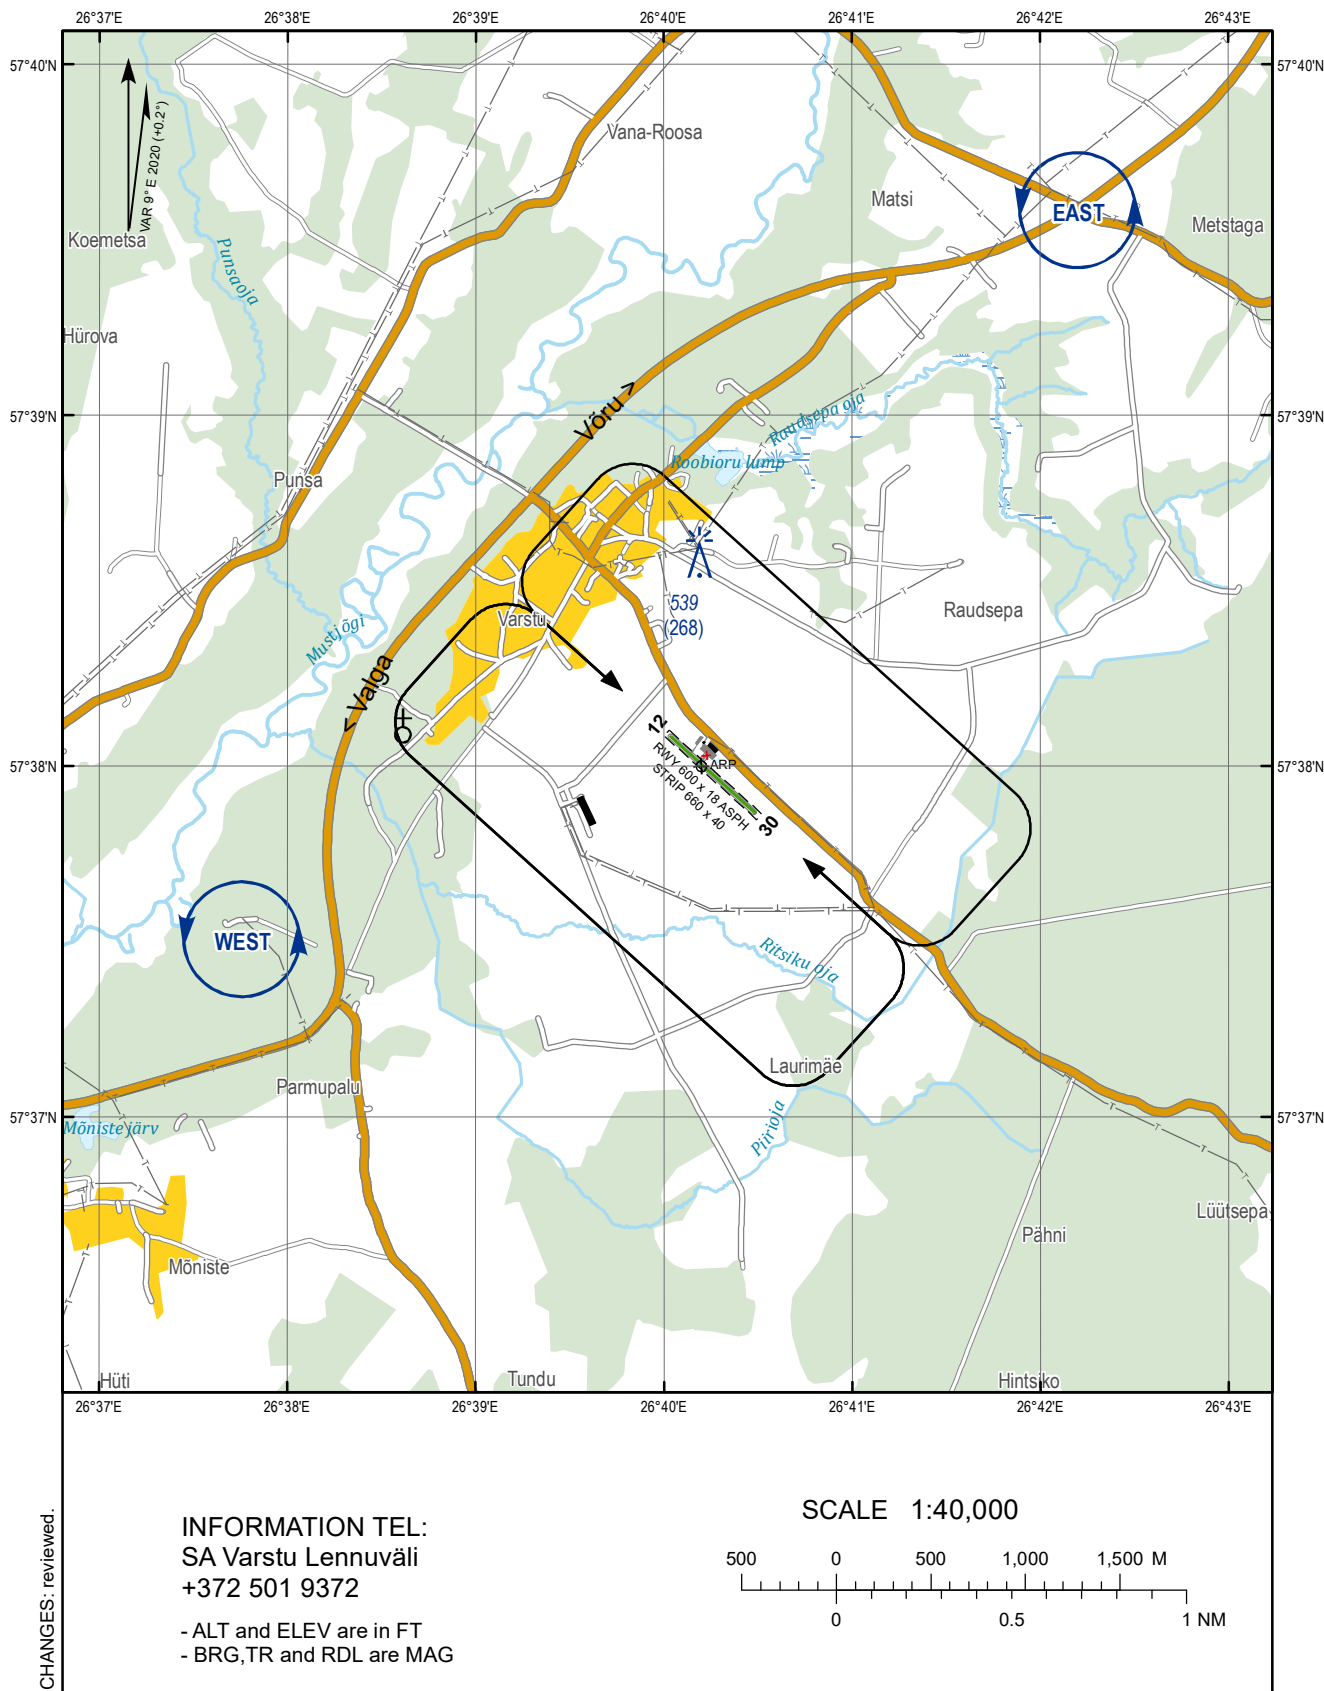 26°37'E 26°38'E 26°39'E 26°40'E 26°41'E 26°42'E 26°43'E
57°40'N 57°40'N
VAR 9° E 2020 (+0.2°)
Vana-Roosa
Matsi
EAST
Metstaga
Koemetsa
Punsaoja
Hürova
57°39'N 57°39'N
Võru >
Raudsepa oja
Roobioru lump
Punsa
539
(268)
Raudsepa
Varstu
Mustjõgi
< Valga
12
RWY 600 x 18 ASPH
STRIP 660 x 40
ARP
30
57°38'N 57°38'N
WEST
Ritsiku oja
Laurimäe
Parmupalu
57°37'N 57°37'N
Mõniste järv
Piirioja
Lüütsepa
Pähni
Mõniste
Hüti
Tundu
Hintsiko
26°37'E 26°38'E 26°39'E 26°40'E 26°41'E 26°42'E 26°43'E
CHANGES: reviewed.
INFORMATION TEL:
SA Varstu Lennuväli
+372 501 9372
- ALT and ELEV are in FT
- BRG,TR and RDL are MAG
SCALE 1:40,000
500 0 500 1,000 1,500 M
0 0.5 1 NM